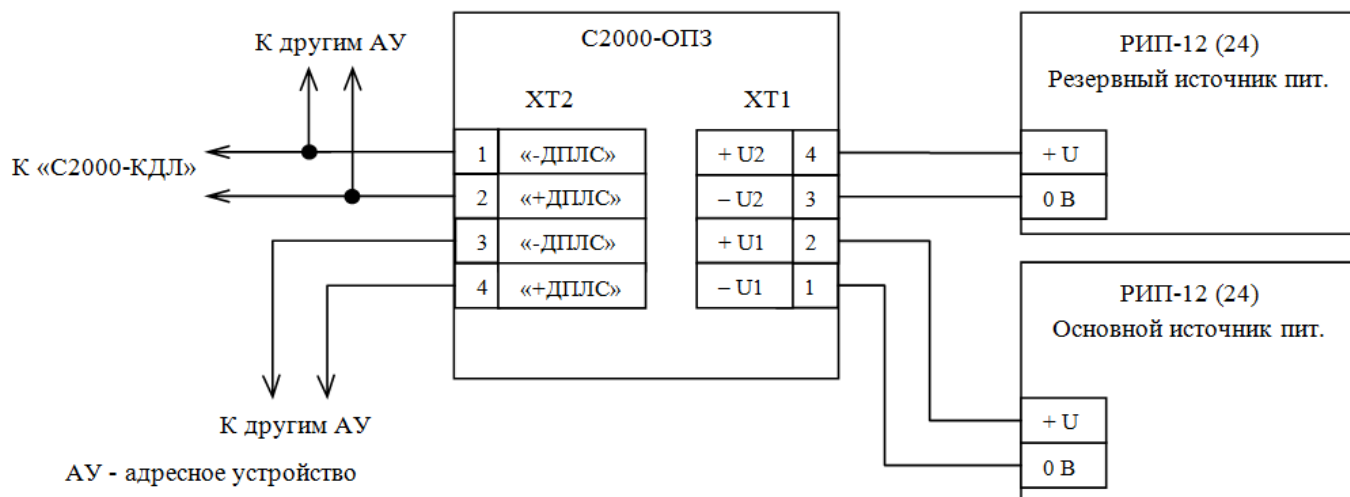 К другим АУ
К «С2000-КДЛ»
С2000-ОПЗ
ХТ2
ХТ1
1 «-ДПЛС»
2 «+ДПЛС»
3 «-ДПЛС»
4 «+ДПЛС»
+ U2 4
– U2 3
+ U1 2
– U1 1
РИП-12 (24)
Резервный источник пит.
+ U
0 В
РИП-12 (24)
Основной источник пит.
+ U
0 В
К другим АУ
АУ - адресное устройство